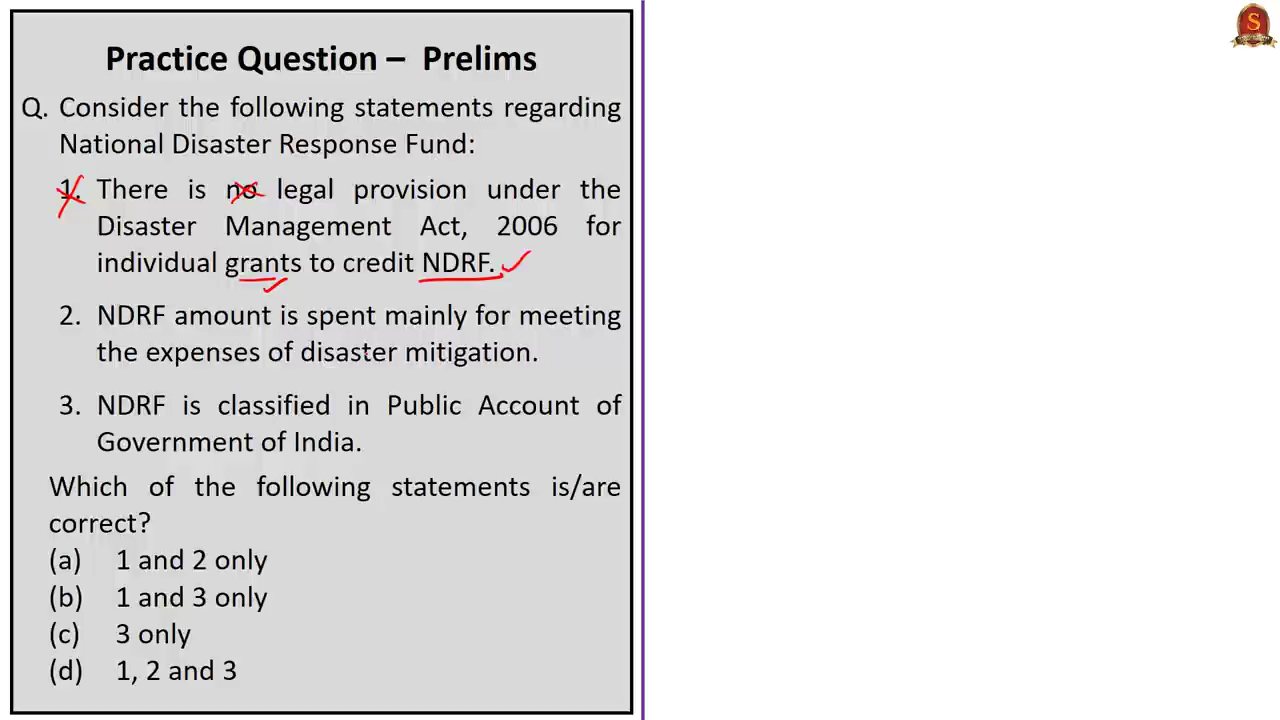 Practice Question – Prelims
Q. Consider the following statements regarding
National Disaster Response Fund:
1. There is no legal provision under the
Disaster Management Act, 2006 for
individual grants to credit NDRF.
2. NDRF amount is spent mainly for meeting
the expenses of disaster mitigation.
3. NDRF is classified in Public Account of
Government of India.
Which of the following statements is/are
correct?
(a) 1 and 2 only
(b) 1 and 3 only
(c) 3 only
(d) 1, 2 and 3
S